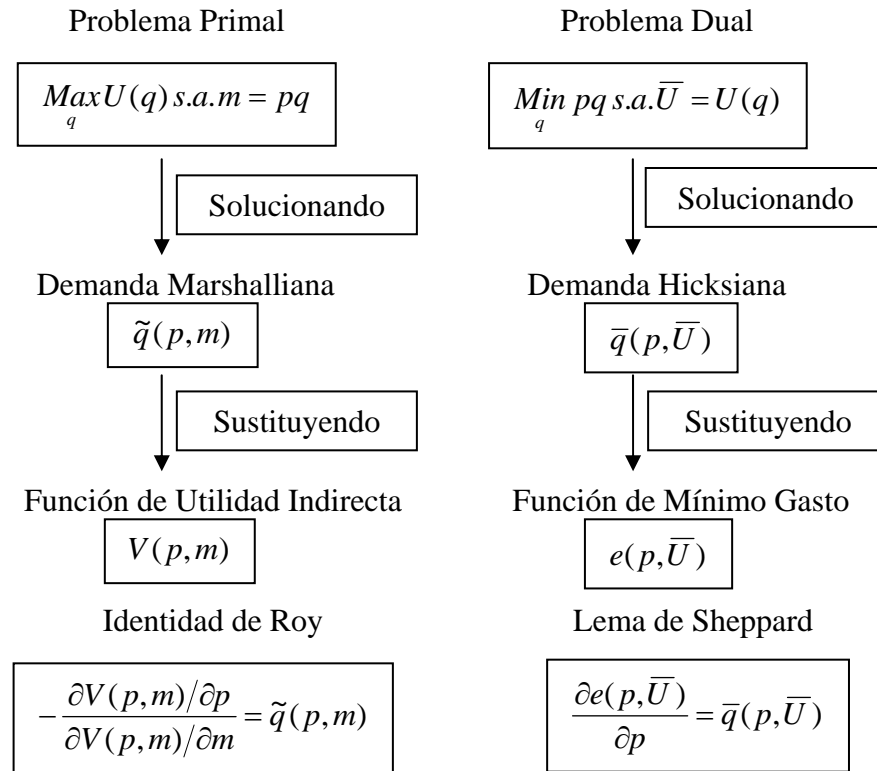 Problema Primal
Problema Dual
Max U(q) s.a. m = pq
q
Min pq s.a. U̅ = U(q)
q
Solucionando
Solucionando
Demanda Marshalliana
Demanda Hicksiana
q̃(p,m)
q̅(p,U̅)
Sustituyendo
Sustituyendo
Función de Utilidad Indirecta
Función de Mínimo Gasto
V(p,m)
e(p,U̅)
Identidad de Roy
Lema de Sheppard
-∂V(p,m)/∂p / ∂V(p,m)/∂m = q̃(p,m)
∂e(p,U̅) / ∂p = q̅(p,U̅)